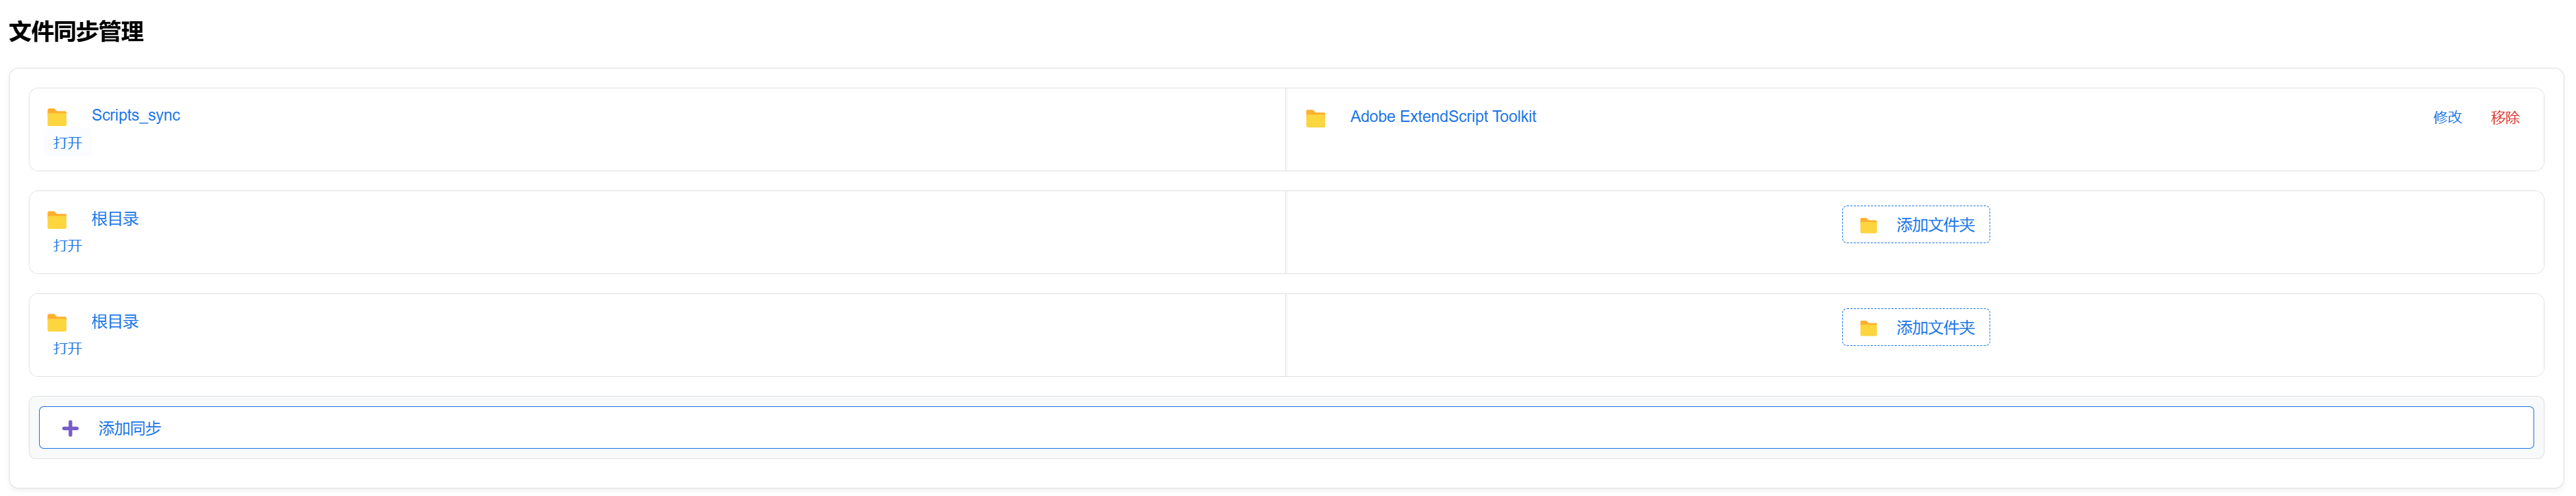 文件同步管理
Scripts_sync
打开
Adobe ExtendScript Toolkit
修改
移除
根目录
打开
添加文件夹
根目录
打开
添加文件夹
添加同步